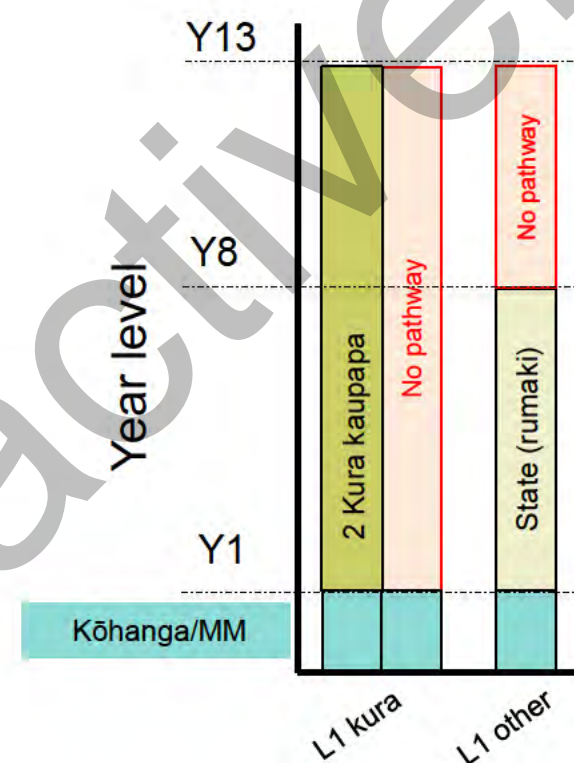 Y13
No pathway
Y8
Year level
No pathway
2 Kura kaupapa
State (rumaki)
Y1
Kōhanga/MM
L1 kura
L1 other